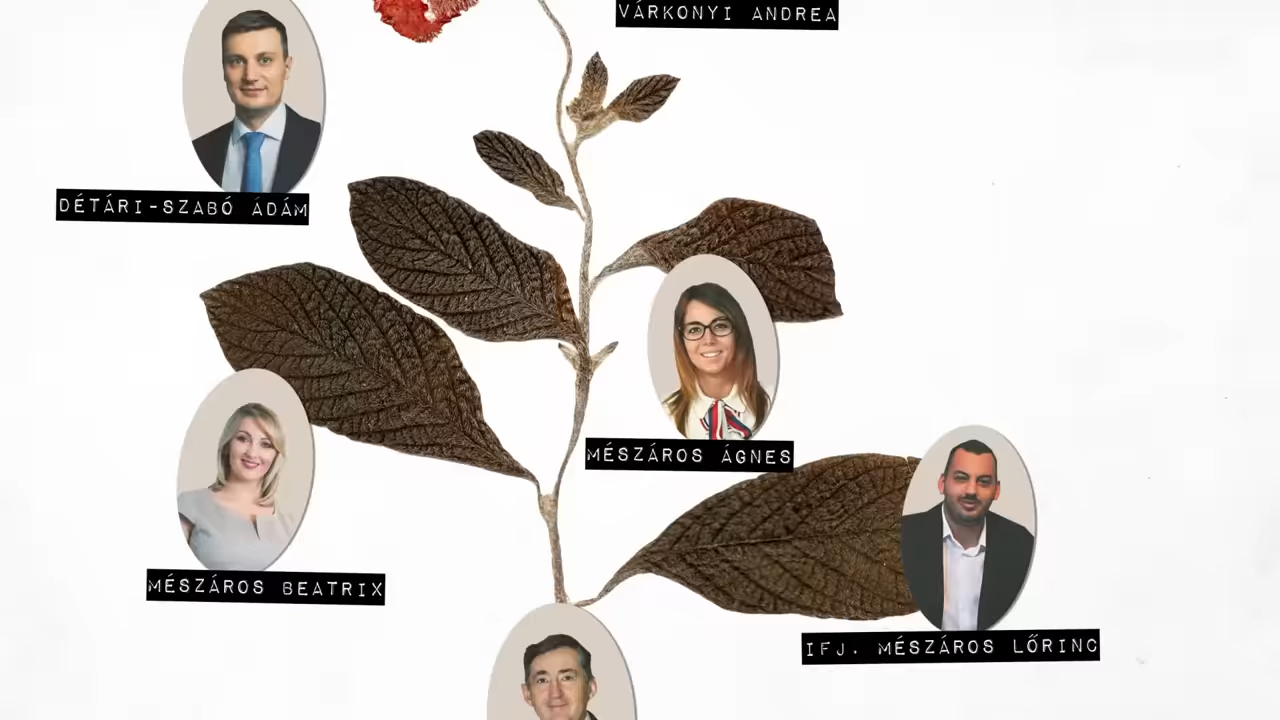 VÁRKONYI ANDREA
DÉTÁRI-SZABÓ ÁDÁM
MÉSZÁROS ÁGNES
MÉSZÁROS BEATRIX
IFJ. MÉSZÁROS LŐRINC